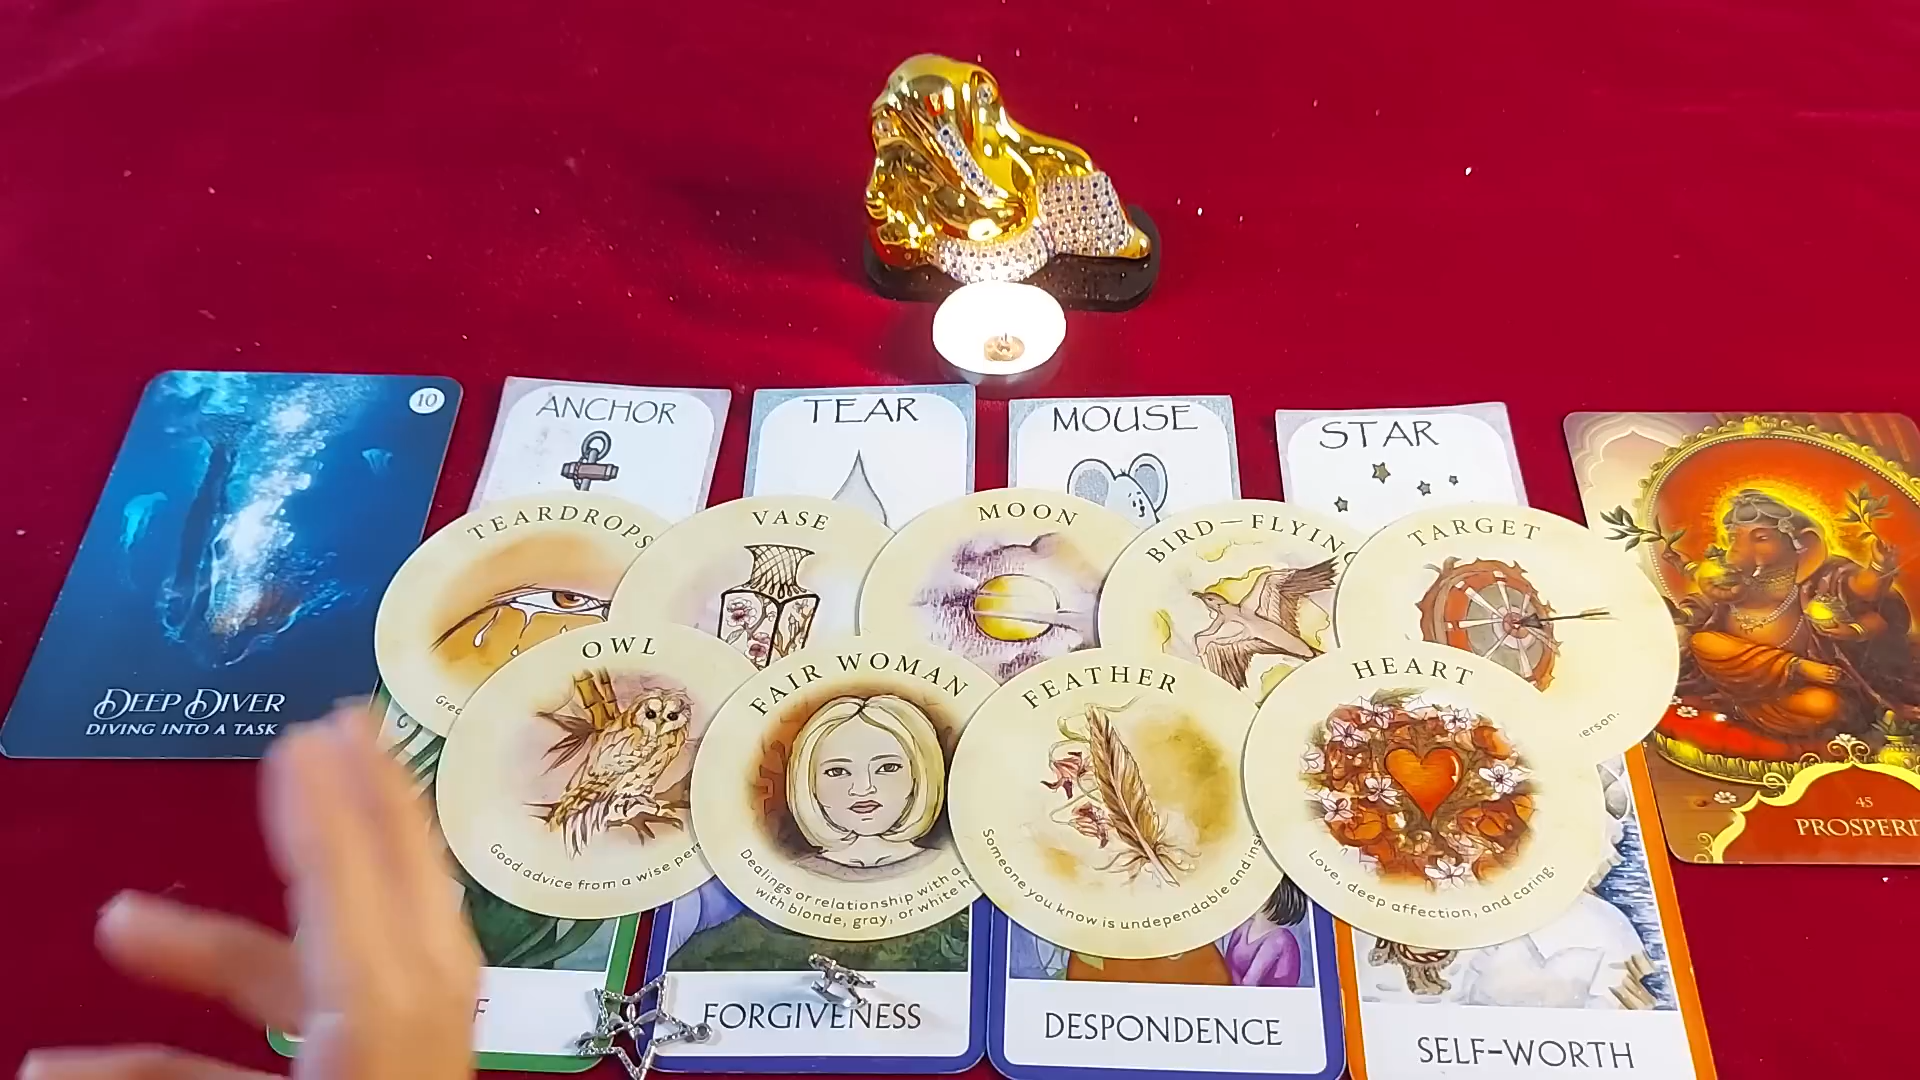 10
DEEP DIVER
DIVING INTO A TASK
ANCHOR
TEAR
MOUSE
STAR
45
TEARDROPS
VASE
MOON
BIRD—FLYING
TARGET
erson.
OWL
Good advice from a wise pers
FAIR WOMAN
Dealings or relationship with a
with blonde, gray, or white h
FEATHER
Someone you know is undependable and
HEART
Love, deep affection, and caring.
PROSPERI
F
FORGIVENESS
DESPONDENCE
SELF-WORTH